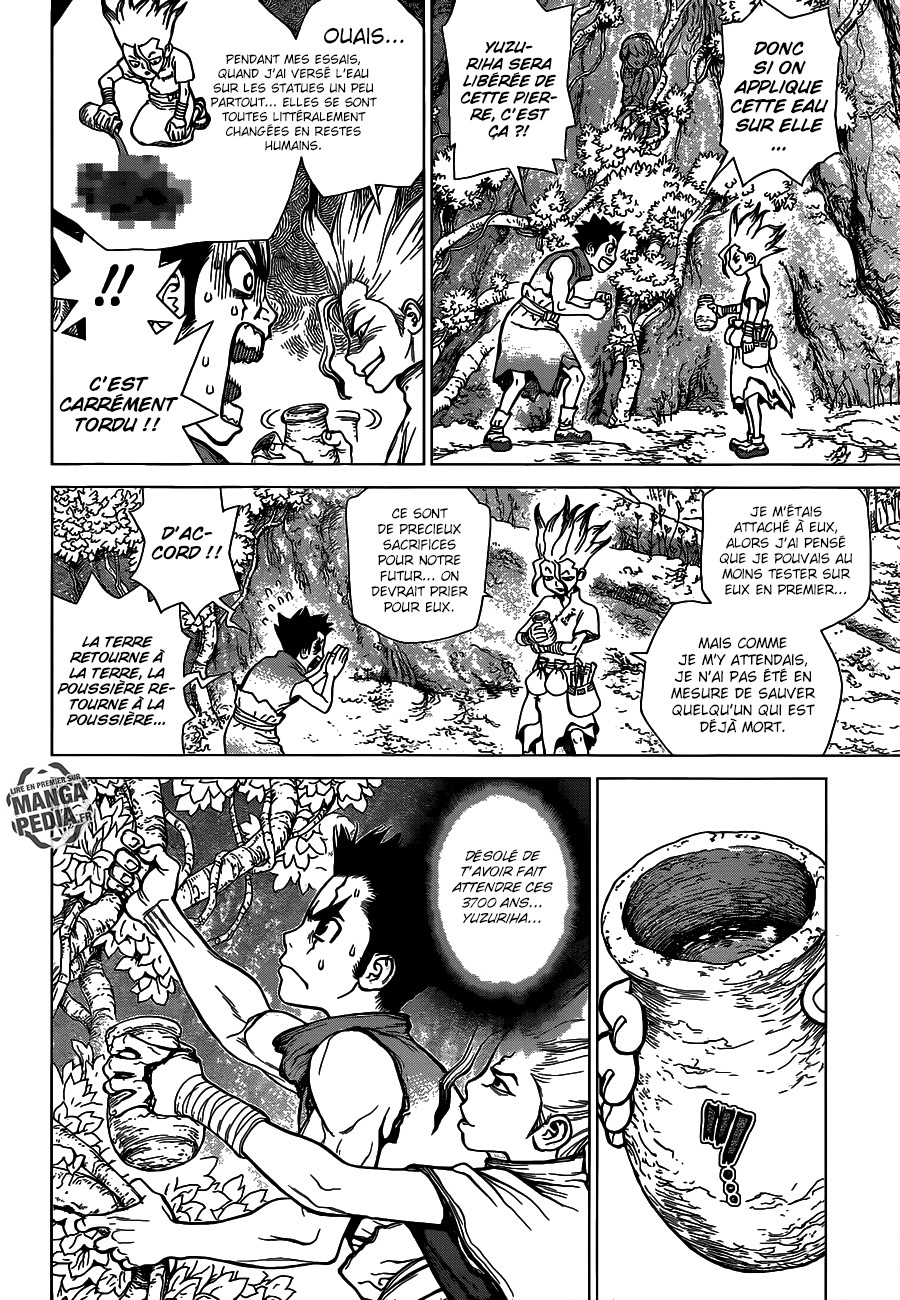 DONC
SI ON
APPLIQUE
CETTE EAU
SUR ELLE
...
YUZU-
RIHA SERA
LIBÉRÉE DE
CETTE PIER-
RE, C'EST
ÇA ?!
OUAIS...
PENDANT MES ESSAIS,
QUAND J'AI VERSÉ L'EAU
SUR LES STATUES UN PEU
PARTOUT... ELLES SE SONT
TOUTES LITTÉRALEMENT
CHANGÉES EN RESTES
HUMAINS.
!!
C'EST
CARRÉMENT
TORDU !!
JE M'ÉTAIS
ATTACHÉ À EUX,
ALORS J'AI PENSÉ
QUE JE POUVAIS AU
MOINS TESTER SUR
EUX EN PREMIER...
MAIS COMME
JE M'Y ATTENDAIS,
JE N'AI PAS ÉTÉ EN
MESURE DE SAUVER
QUELQU'UN QUI EST
DÉJÀ MORT.
CE SONT
DE PRECIEUX
SACRIFICES
POUR NOTRE
FUTUR... ON
DEVRAIT PRIER
POUR EUX.
D'AC-
CORD !!
LA TERRE
RETOURNE À
LA TERRE, LA
POUSSIÈRE RE-
TOURNE À LA
POUSSIÈRE...
LIRE EN PREMIER SUR
MANGA
PEDIA.FR
DÉSOLÉ DE
T'AVOIR FAIT
ATTENDRE CES
3700 ANS...
YUZURIHA...